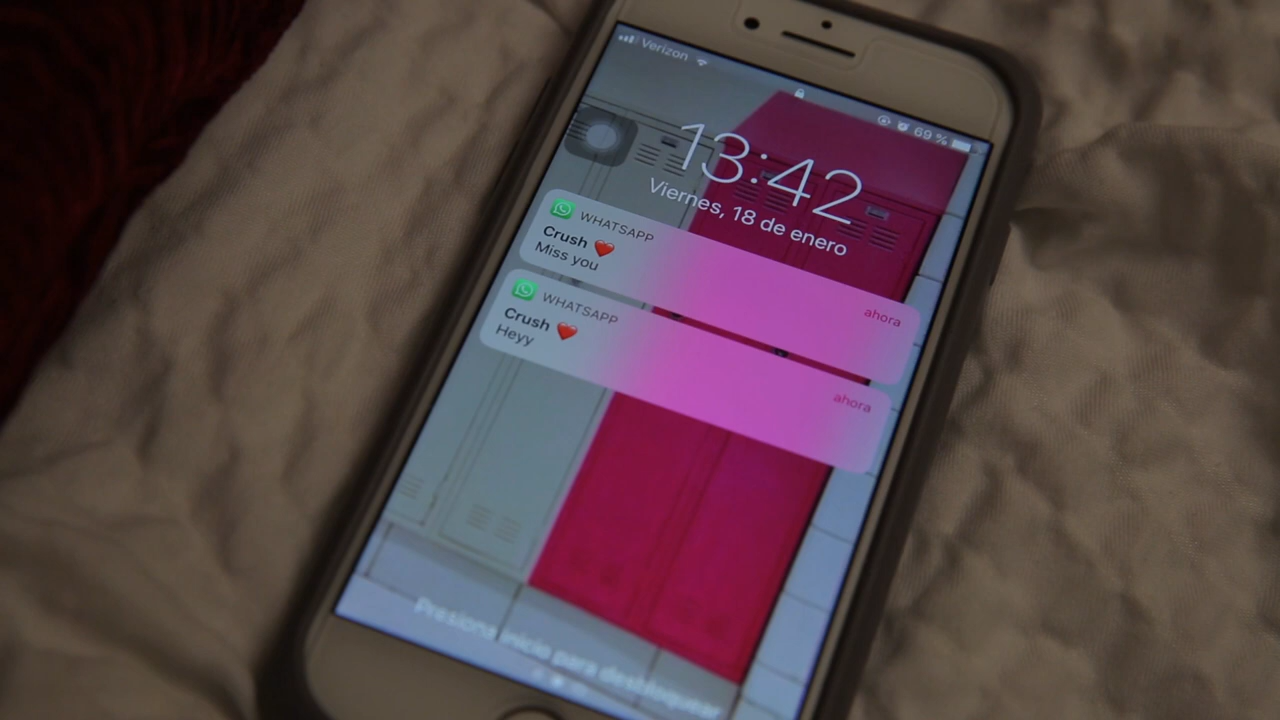 Verizon
69 %
13:42
Viernes, 18 de enero
WHATSAPP
ahora
Crush ❤️
Miss you
WHATSAPP
ahora
Crush ❤️
Heyy
Presiona inicio para desbloquear